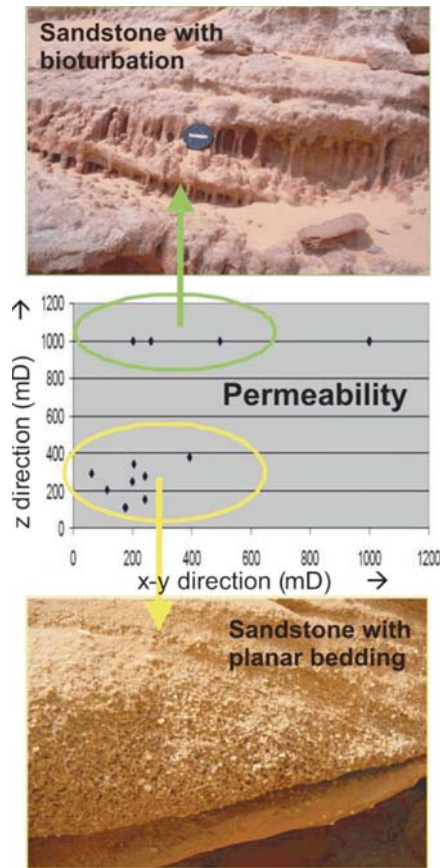 Sandstone with
bioturbation
1200
1000
800
600
400
200
0
z direction (mD) →
Permeability
0 200 400 600 800 1000 1200
x-y direction (mD) →
Sandstone with
planar bedding